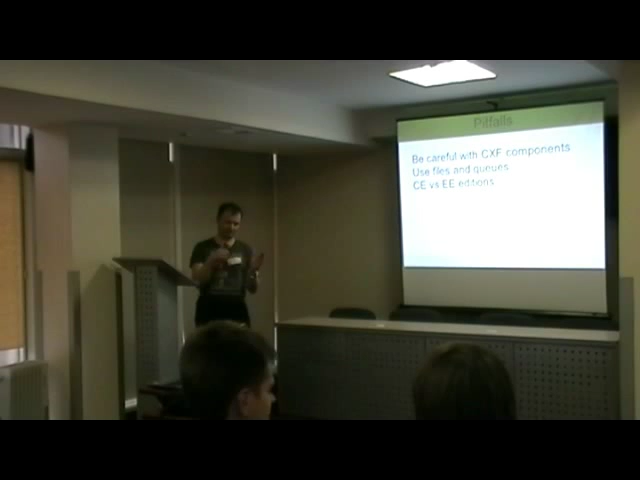 Pitfalls
Be careful with CXF components
Use files and queues
CE vs EE editions